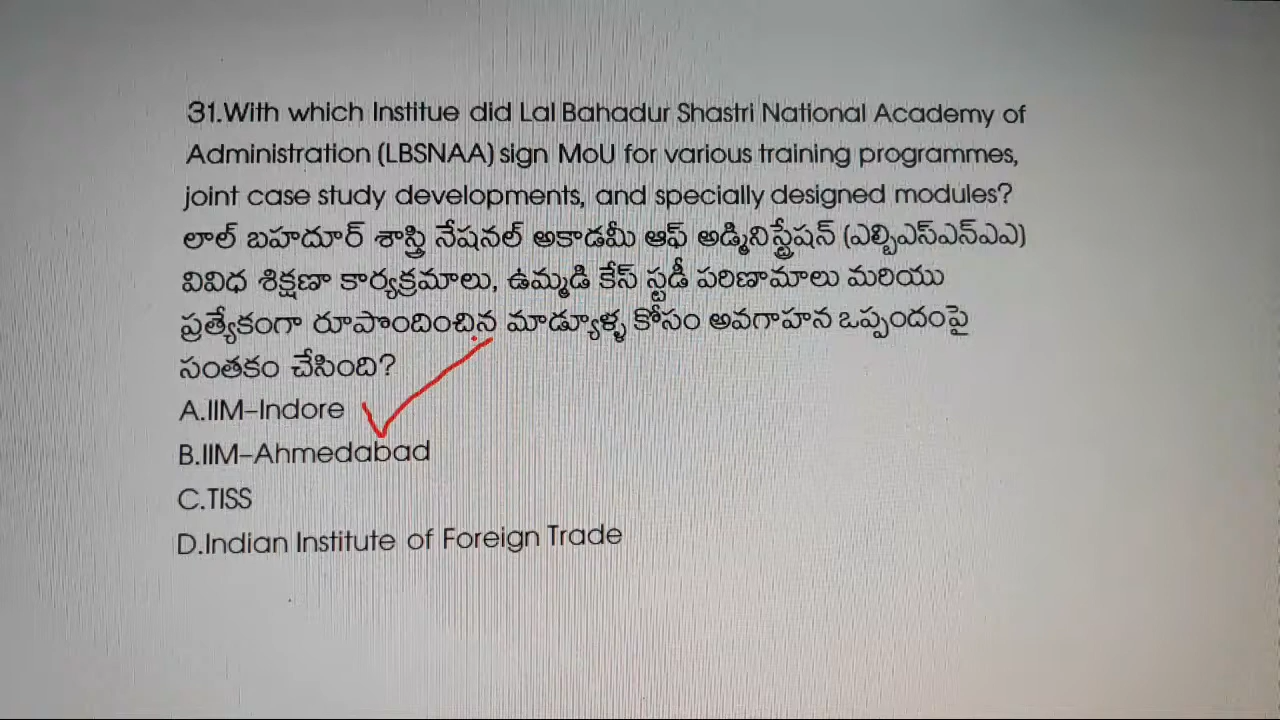 31.With which Institue did Lal Bahadur Shastri National Academy of
Administration (LBSNAA) sign MoU for various training programmes,
joint case study developments, and specially designed modules?
లాల్ బహదూర్ శాస్త్రి నేషనల్ అకాడమీ ఆఫ్ అడ్మినిస్ట్రేషన్ (ఎల్బిఎస్ఎన్ఎఎ)
వివిధ శిక్షణా కార్యక్రమాలు, ఉమ్మడి కేస్ స్టడీ పరిణామాలు మరియు
ప్రత్యేకంగా రూపొందించిన మాడ్యూళ్ళ కోసం అవగాహన ఒప్పందంపై
సంతకం చేసింది?
A.IIM-Indore
B.IIM-Ahmedabad
C.TISS
D.Indian Institute of Foreign Trade